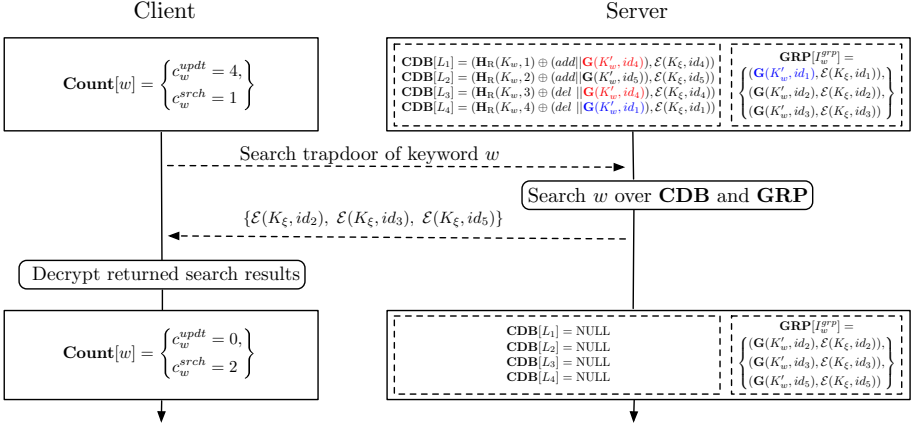 Client
Server
Count[w] = {c_w^{updt} = 4,
c_w^{srch} = 1}
CDB[L₁] = (H_R(K_w, 1) ⊕ (add||G(K'_w, id₄)), ℰ(K_ξ, id₄))
CDB[L₂] = (H_R(K_w, 2) ⊕ (add||G(K'_w, id₅)), ℰ(K_ξ, id₅))
CDB[L₃] = (H_R(K_w, 3) ⊕ (del ||G(K'_w, id₄)), ℰ(K_ξ, id₄))
CDB[L₄] = (H_R(K_w, 4) ⊕ (del ||G(K'_w, id₁)), ℰ(K_ξ, id₁))
GRP[I_w^{grp}] =
{(G(K'_w, id₁), ℰ(K_ξ, id₁)),
(G(K'_w, id₂), ℰ(K_ξ, id₂)),
(G(K'_w, id₃), ℰ(K_ξ, id₃))}
Search trapdoor of keyword w
Search w over CDB and GRP
{ℰ(K_ξ, id₂), ℰ(K_ξ, id₃), ℰ(K_ξ, id₅)}
Decrypt returned search results
Count[w] = {c_w^{updt} = 0,
c_w^{srch} = 2}
CDB[L₁] = NULL
CDB[L₂] = NULL
CDB[L₃] = NULL
CDB[L₄] = NULL
GRP[I_w^{grp}] =
{(G(K'_w, id₂), ℰ(K_ξ, id₂)),
(G(K'_w, id₃), ℰ(K_ξ, id₃)),
(G(K'_w, id₅), ℰ(K_ξ, id₅))}